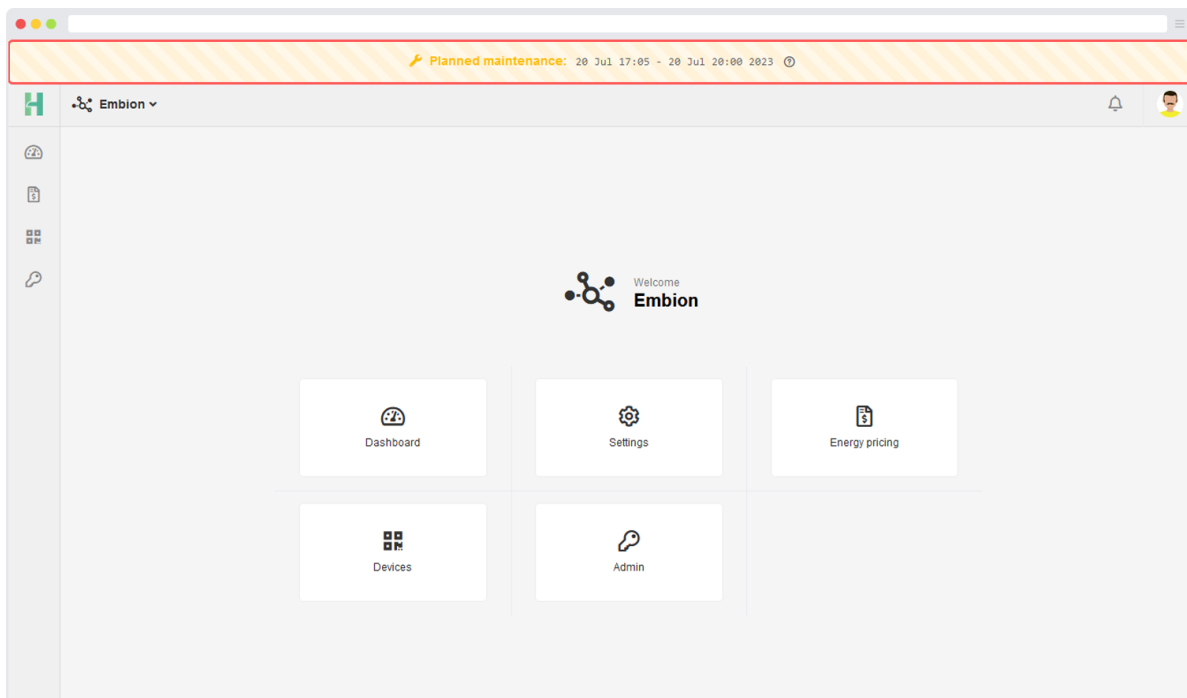 Planned maintenance: 20 Jul 17:05 - 20 Jul 20:00 2023
Embion
Welcome
Embion
Dashboard
Settings
Energy pricing
Devices
Admin